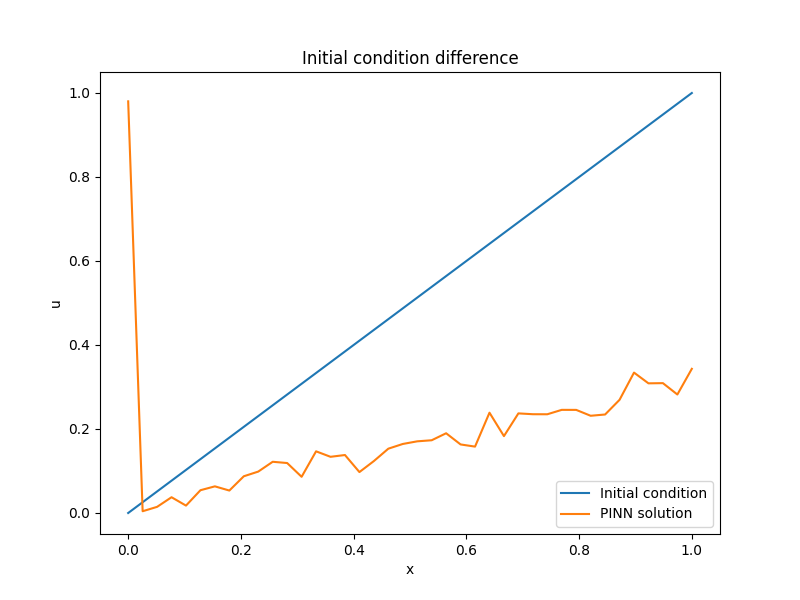 Initial condition difference
1.0
0.8
0.6
0.4
0.2
0.0
u
0.0 0.2 0.4 0.6 0.8 1.0
x
Initial condition
PINN solution